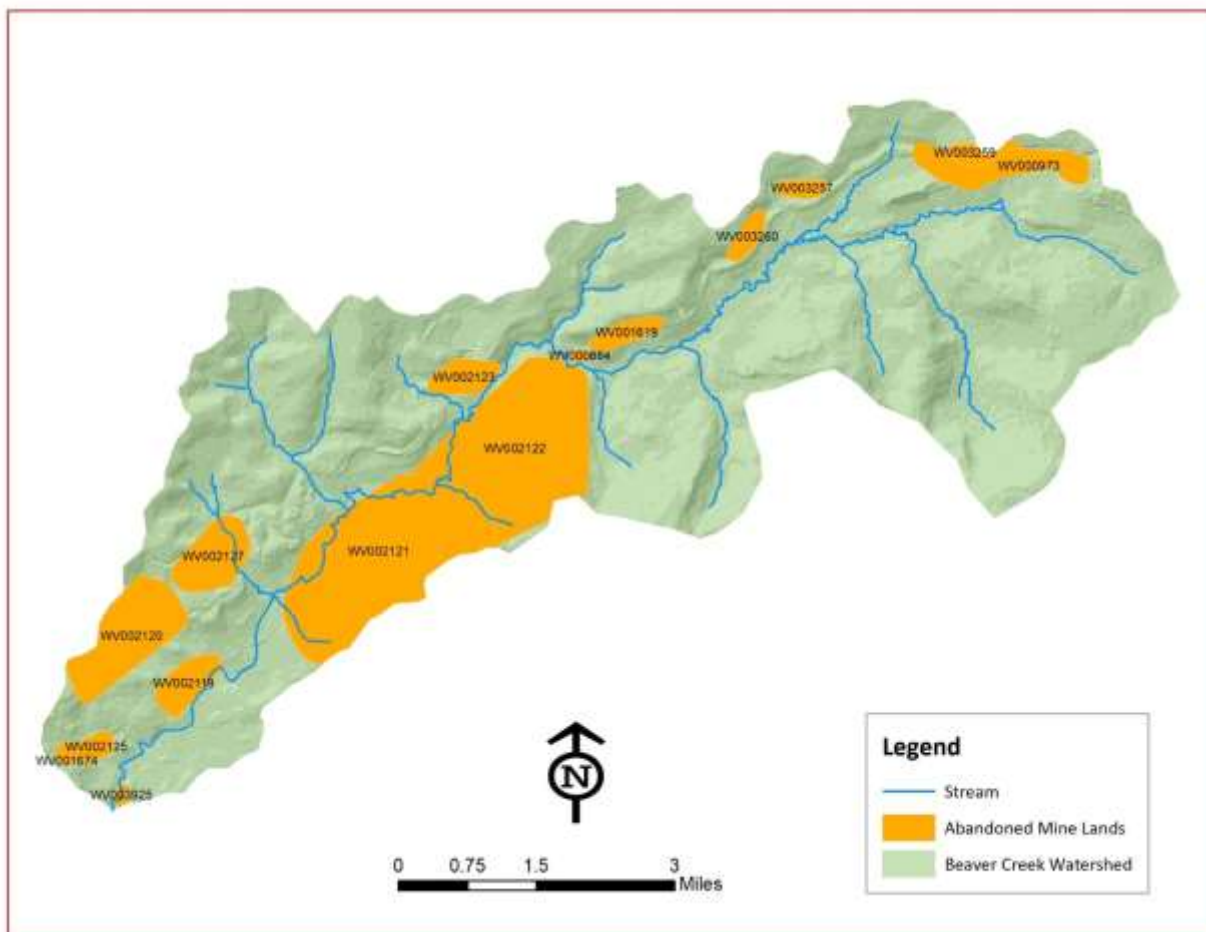 WV003259
WV000973
WV003257
WV003260
WV001619
WV000884
WV002123
WV002122
WV002121
WV002127
WV002120
WV002119
WV002125
WV001674
WV003925
N
0 0.75 1.5 3
Miles
Legend
Stream
Abandoned Mine Lands
Beaver Creek Watershed